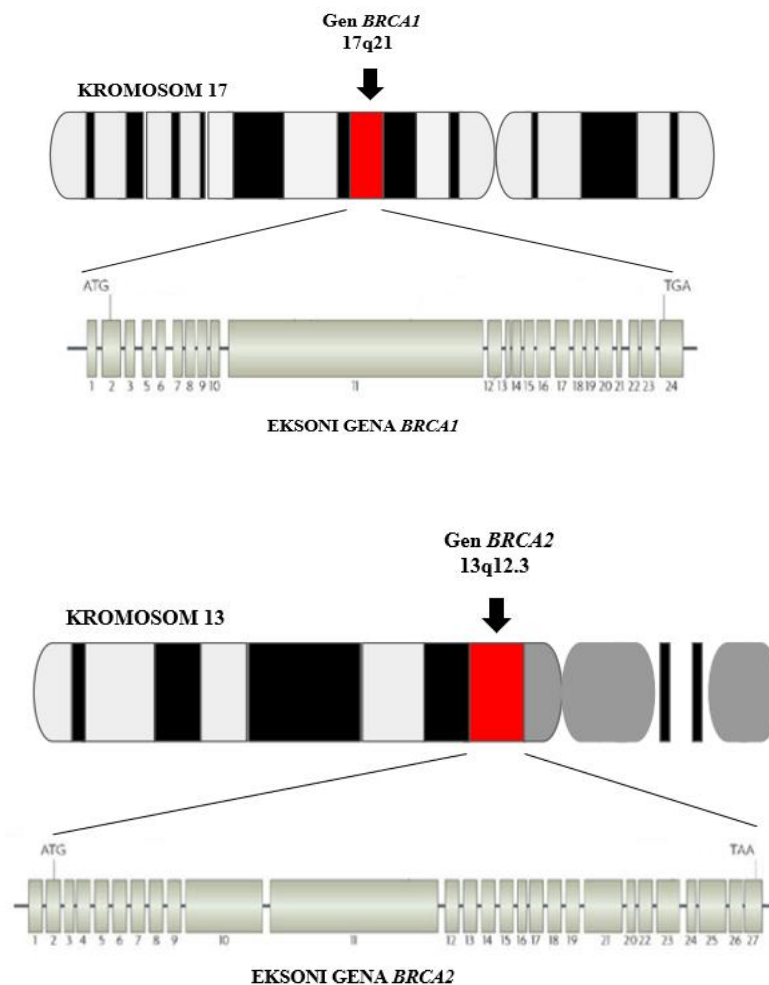 Gen BRCA1
17q21
KROMOSOM 17
ATG TGA
1 2 3 5 6 7 8 9 10 11 12 13 14 15 16 17 18 19 20 21 22 23 24
EKSONI GENA BRCA1
Gen BRCA2
13q12.3
KROMOSOM 13
ATG TAA
1 2 3 4 5 6 7 8 9 10 11 12 13 14 15 16 17 18 19 21 20 22 23 24 25 26 27
EKSONI GENA BRCA2